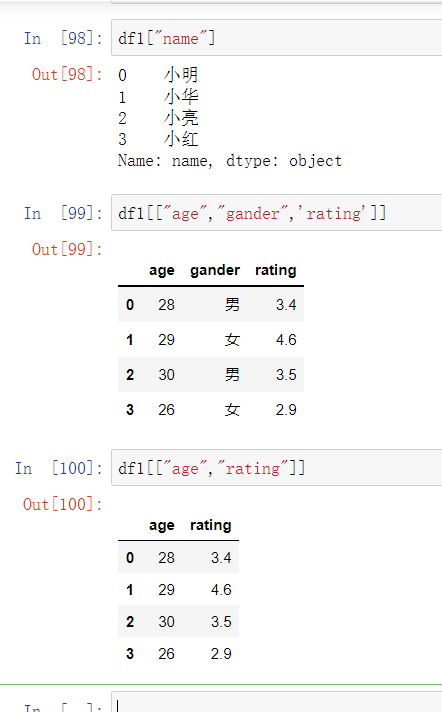 In [98]: df1["name"]
Out[98]: 0 小明
1 小华
2 小亮
3 小红
Name: name, dtype: object
In [99]: df1[["age","gander",'rating']]
Out[99]:
age gander rating
0 28 男 3.4
1 29 女 4.6
2 30 男 3.5
3 26 女 2.9
In [100]: df1[["age","rating"]]
Out[100]:
age rating
0 28 3.4
1 29 4.6
2 30 3.5
3 26 2.9
In [ ]: